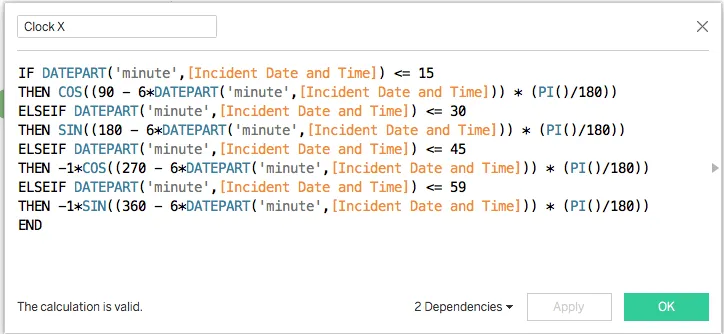 Clock X
IF DATEPART('minute',[Incident Date and Time]) <= 15
THEN COS((90 - 6*DATEPART('minute',[Incident Date and Time])) * (PI()/180))
ELSEIF DATEPART('minute',[Incident Date and Time]) <= 30
THEN SIN((180 - 6*DATEPART('minute',[Incident Date and Time])) * (PI()/180))
ELSEIF DATEPART('minute',[Incident Date and Time]) <= 45
THEN -1*COS((270 - 6*DATEPART('minute',[Incident Date and Time])) * (PI()/180))
ELSEIF DATEPART('minute',[Incident Date and Time]) <= 59
THEN -1*SIN((360 - 6*DATEPART('minute',[Incident Date and Time])) * (PI()/180))
END
The calculation is valid. 2 Dependencies Apply OK